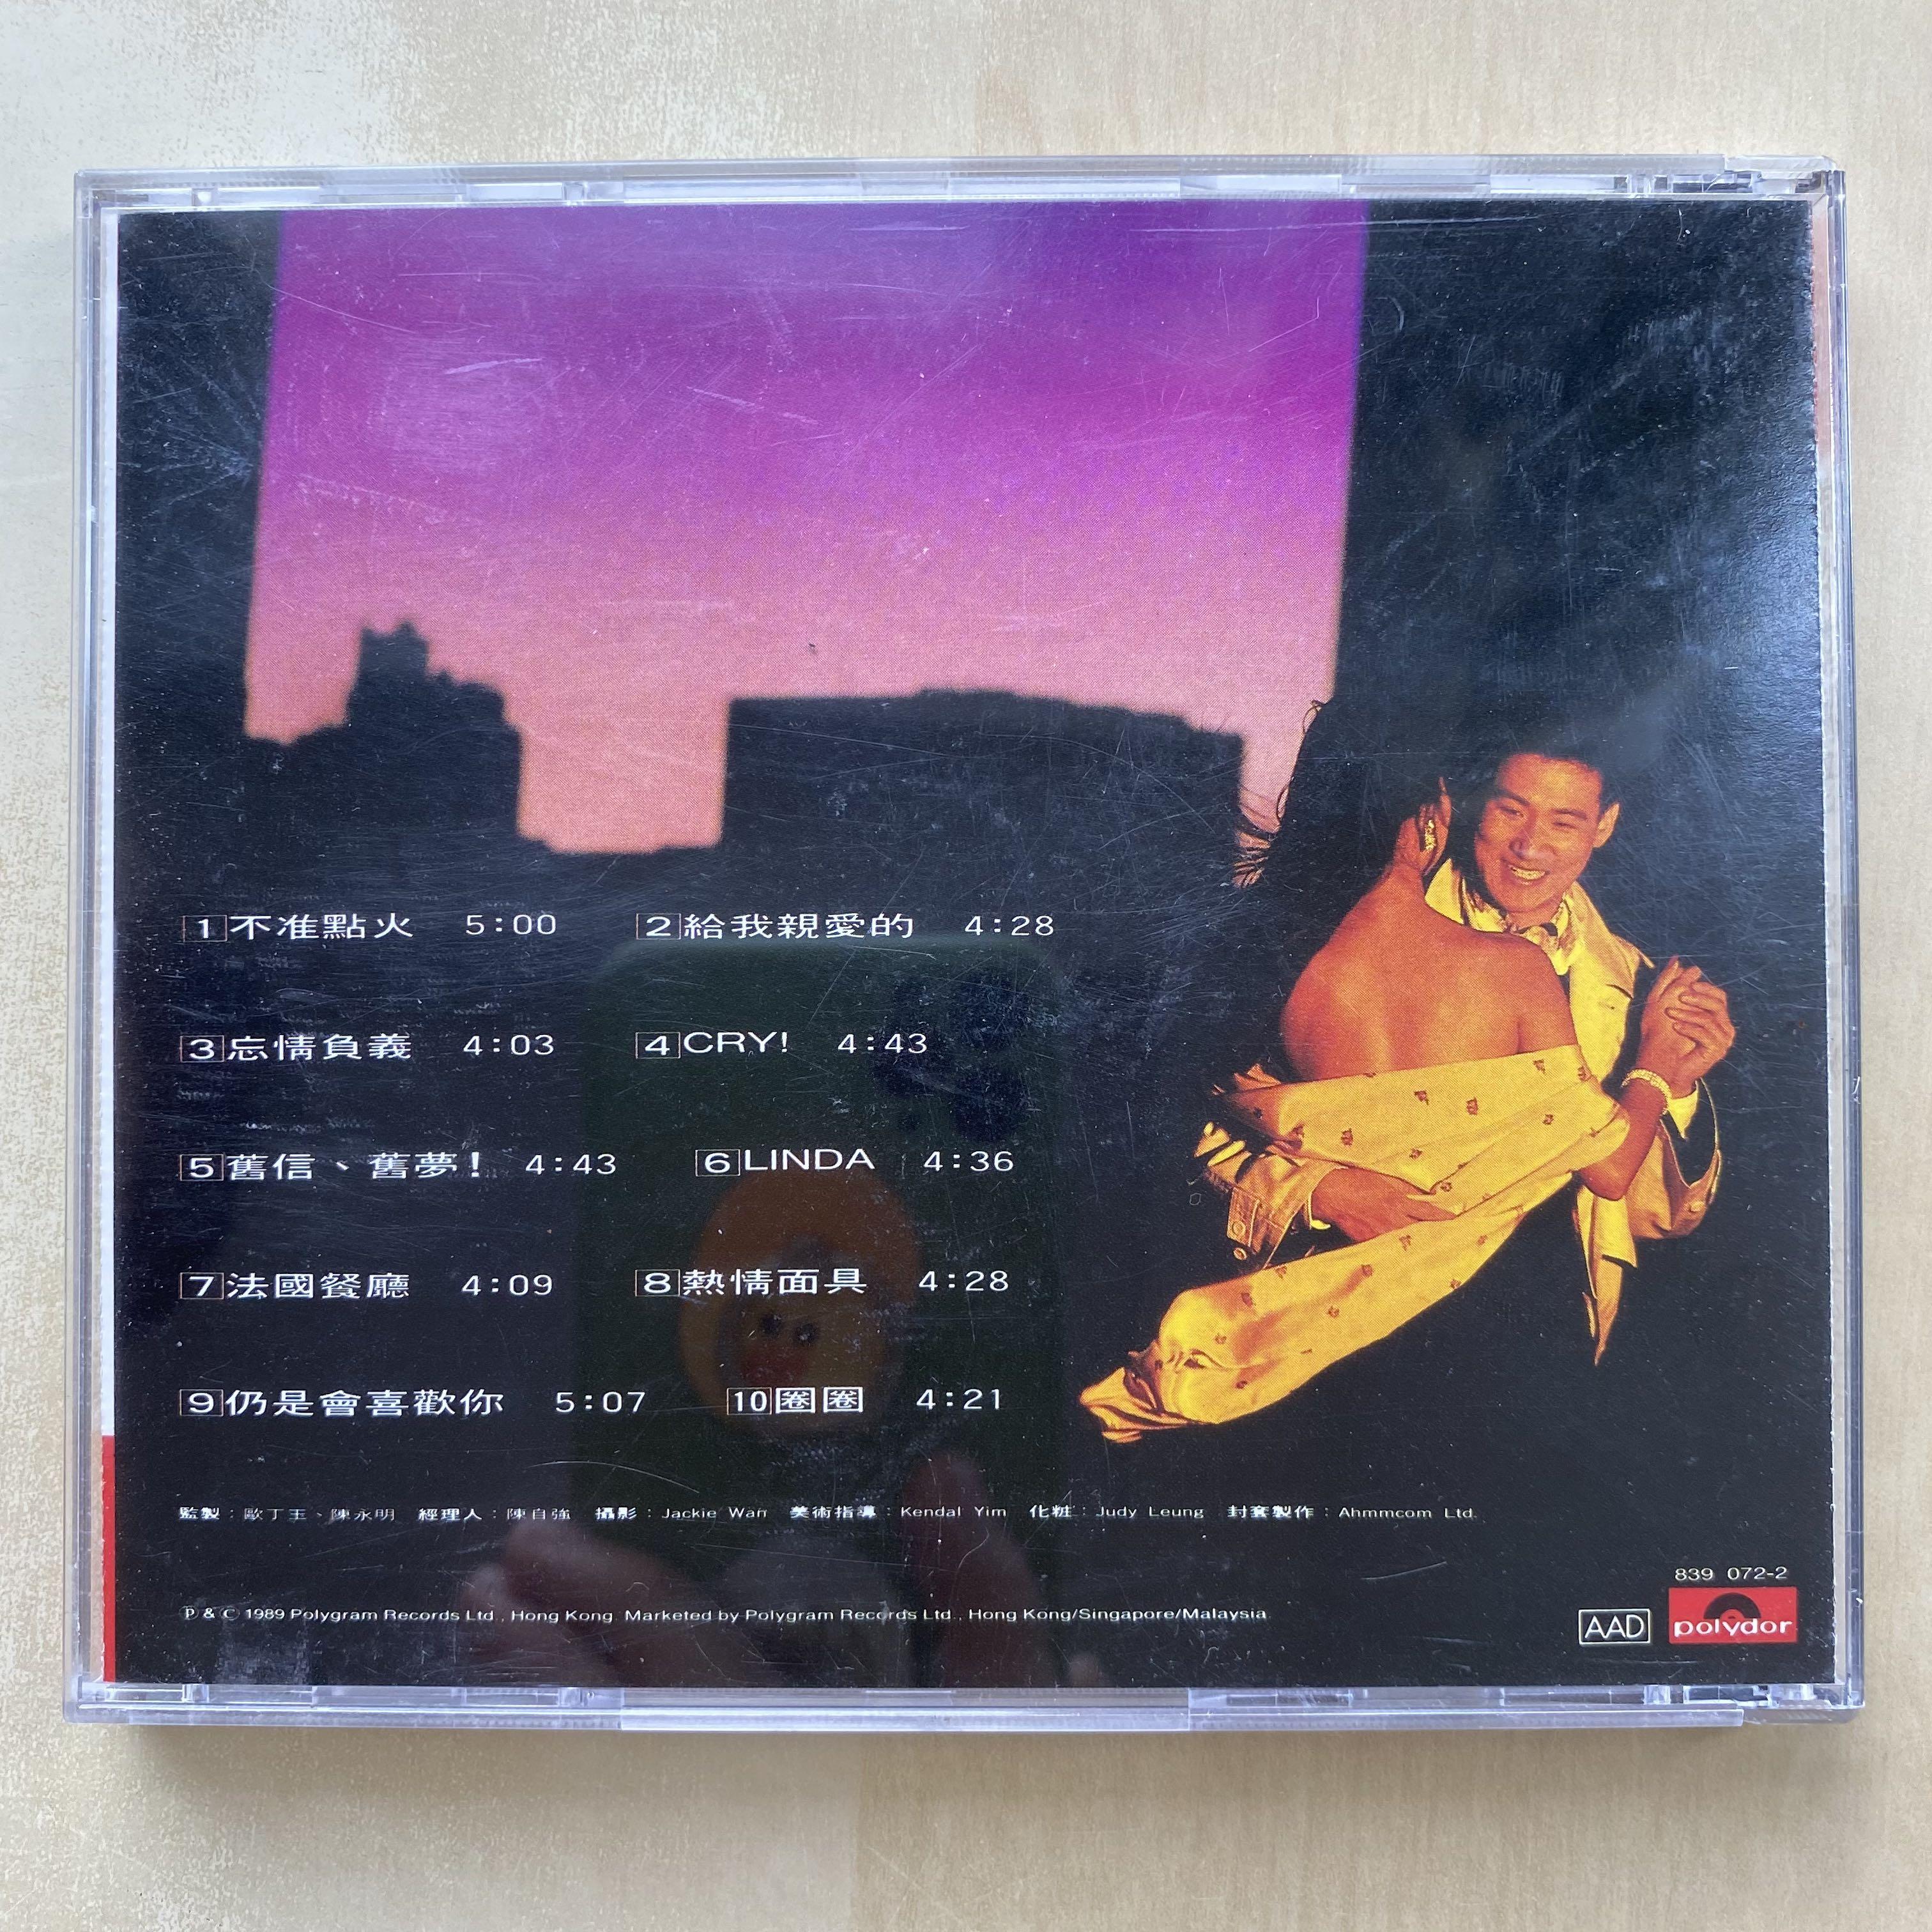 1 不准點火 5:00 2 給我親愛的 4:28
3 忘情負義 4:03 4 CRY! 4:43
5 舊信、舊夢! 4:43 6 LINDA 4:36
7 法國餐廳 4:09 8 熱情面具 4:28
9 仍是會喜歡你 5:07 10 圈圈 4:21
監製：歐丁玉、陳永明 經理人：陳自強 攝影：Jackie Wan 美術指導：Kendal Yim 化粧：Judy Leung 封套製作：Ahmmcom Ltd.
839 072-2
Ⓟ & © 1989 Polygram Records Ltd., Hong Kong. Marketed by Polygram Records Ltd., Hong Kong/Singapore/Malaysia.
AAD polydor